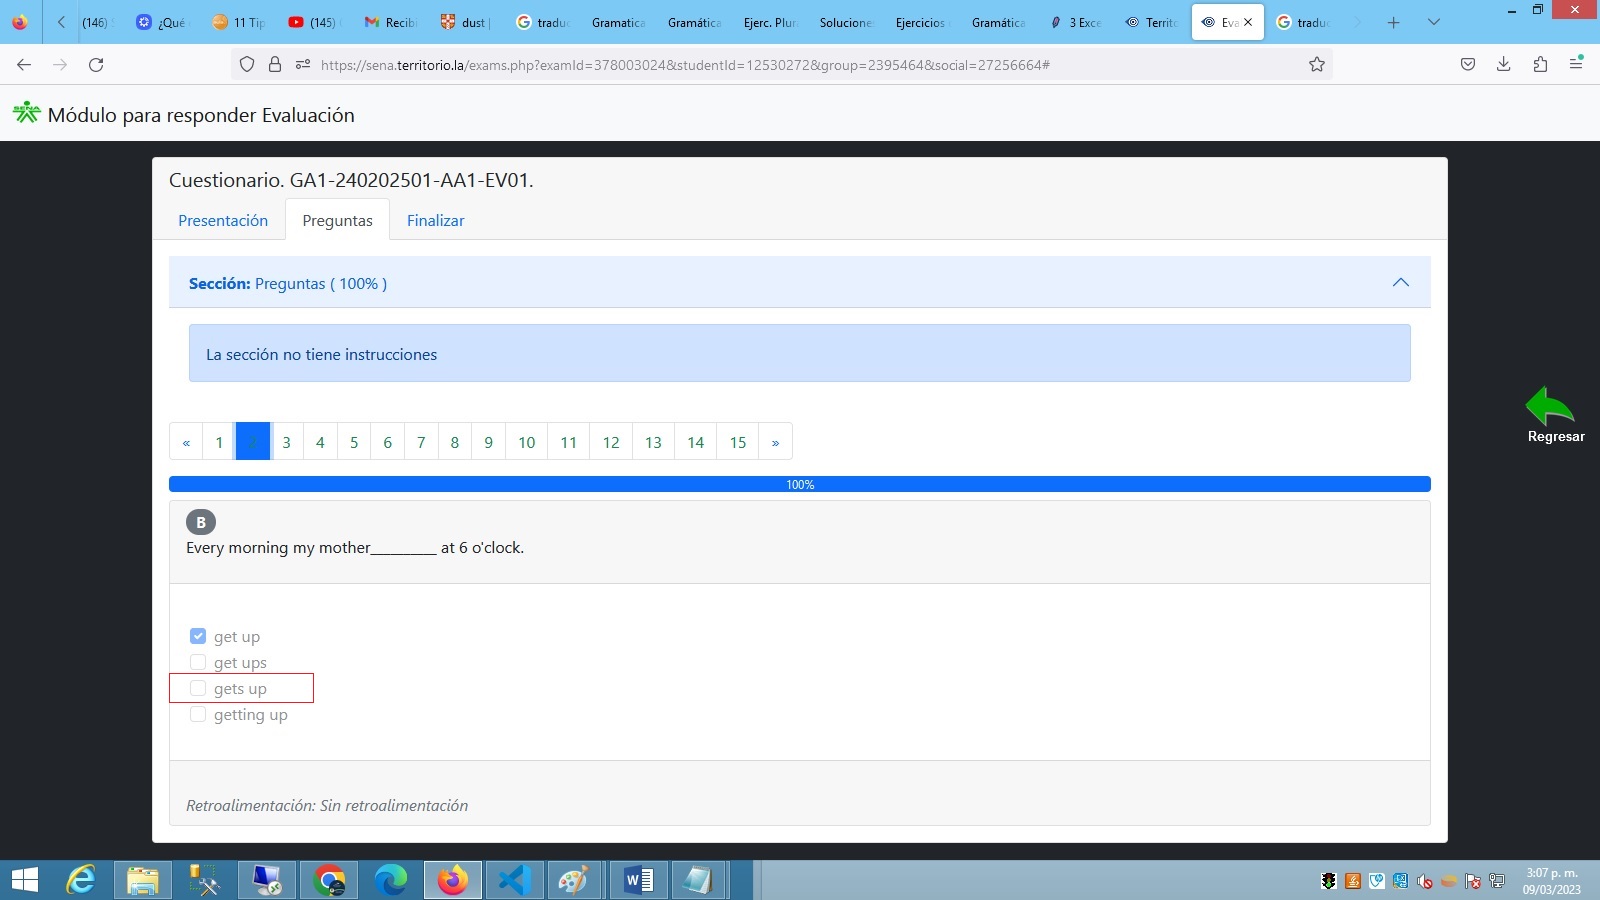 (146)
¿Qué
11 Tip
(145)
Recibi
dust |
traduc
Gramatica
Gramática
Ejerc. Plur
Soluciones
Ejercicios
Gramática
3 Exce
Territo
Eva
traduc
https://sena.territorio.la/exams.php?examId=378003024&studentId=12530272&group=2395464&social=27256664#
SENA
Módulo para responder Evaluación
Cuestionario. GA1-240202501-AA1-EV01.
Presentación Preguntas Finalizar
Sección: Preguntas ( 100% )
La sección no tiene instrucciones
Regresar
« 1 2 3 4 5 6 7 8 9 10 11 12 13 14 15 »
100%
B
Every morning my mother__________ at 6 o'clock.
get up
get ups
gets up
getting up
Retroalimentación: Sin retroalimentación
3:07 p. m.
09/03/2023